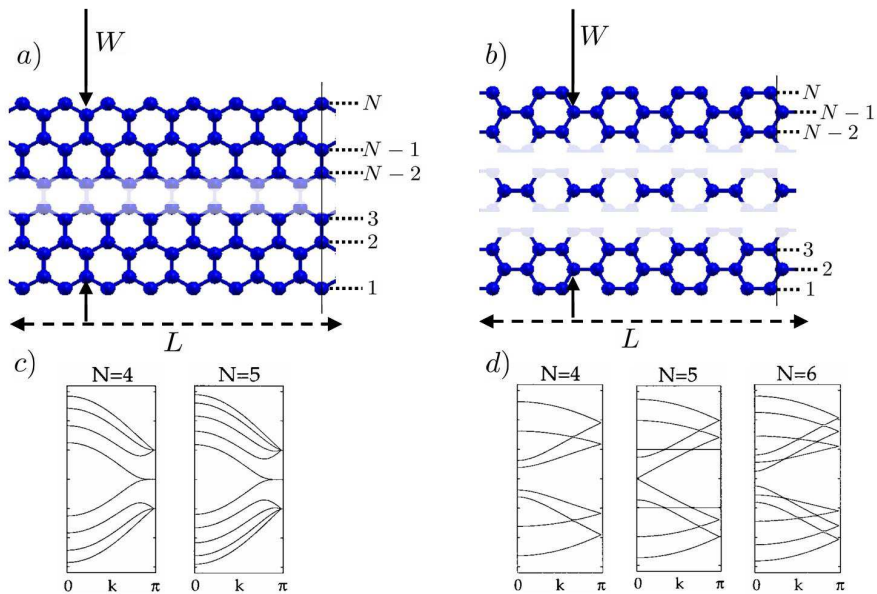 a)
W
N
N − 1
N − 2
3
2
1
L
b)
W
N
N − 1
N − 2
3
2
1
L
c)
N=4
N=5
0 k π
0 k π
d)
N=4
N=5
N=6
0 k π
0 k π
0 k π